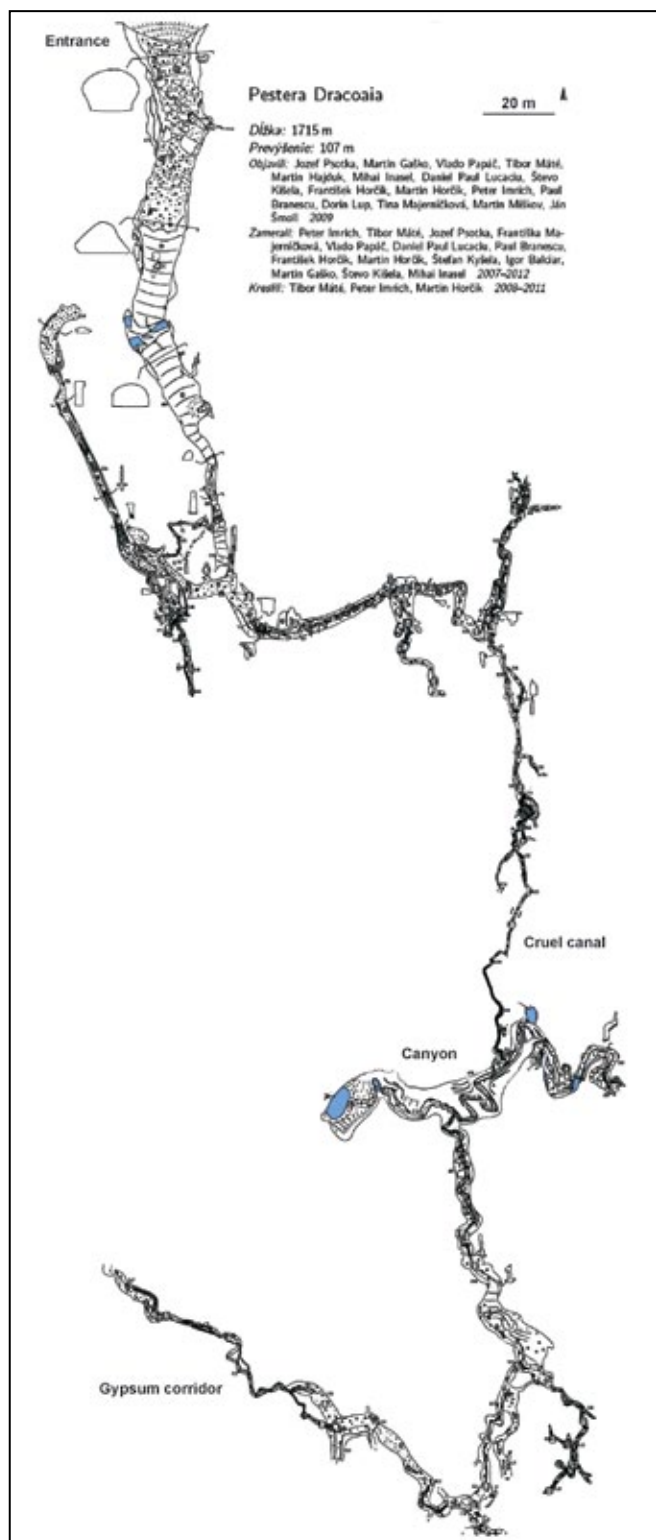 Entrance
Pestera Dracoaia
20 m
Dĺžka: 1715 m
Prevýšenie: 107 m
Objavili: Jozef Psotka, Martin Gaško, Vlado Papáč, Tibor Máté,
Martin Hajduk, Mihai Inasel, Daniel Paul Lucaciu, Števo
Kišela, František Horčík, Martin Horčík, Peter Imrich, Paul
Branescu, Dorin Lup, Tina Majerníčková, Martin Miškov, Ján
Šmoll 2009
Zamerali: Peter Imrich, Tibor Máté, Jozef Psotka, Františka Ma-
jerníčková, Vlado Papáč, Daniel Paul Lucaciu, Paul Branescu,
František Horčík, Martin Horčík, Štefan Kyšela, Igor Balciar,
Martin Gaško, Števo Kišela, Mihai Inasel 2007–2012
Kreslil: Tibor Máté, Peter Imrich, Martin Horčík 2008–2011
Cruel canal
Canyon
Gypsum corridor